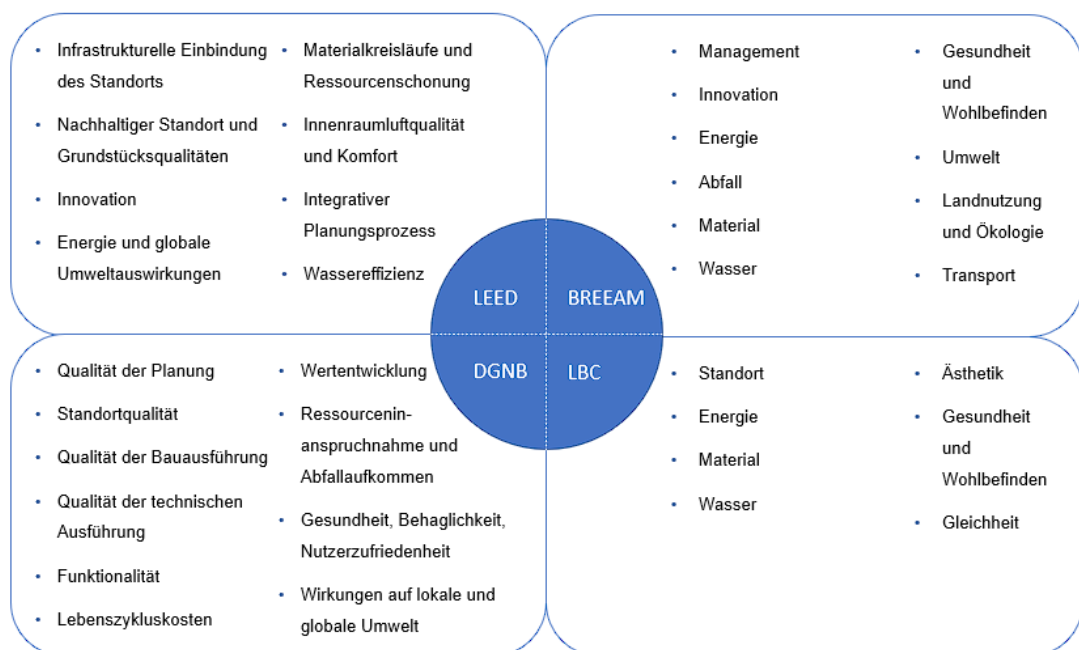 Infrastrukturelle Einbindung
des Standorts
Nachhaltiger Standort und
Grundstücksqualitäten
Innovation
Energie und globale
Umweltauswirkungen
Materialkreisläufe und
Ressourcenschonung
Innenraumluftqualität
und Komfort
Integrativer
Planungsprozess
Wassereffizienz
Management
Innovation
Energie
Abfall
Material
Wasser
Gesundheit
und
Wohlbefinden
Umwelt
Landnutzung
und Ökologie
Transport
LEED
BREEAM
DGNB
LBC
Qualität der Planung
Standortqualität
Qualität der Bauausführung
Qualität der technischen
Ausführung
Funktionalität
Lebenszykluskosten
Wertentwicklung
Ressourcenin-
anspruchnahme und
Abfallaufkommen
Gesundheit, Behaglichkeit,
Nutzerzufriedenheit
Wirkungen auf lokale und
globale Umwelt
Standort
Energie
Material
Wasser
Ästhetik
Gesundheit
und
Wohlbefinden
Gleichheit